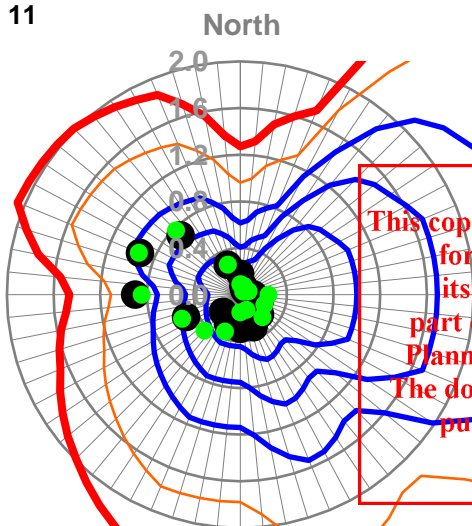 11
North
2.0
1.6
1.2
0.8
0.4
0.0
This cop
for
its
part
Plann
The do
pu